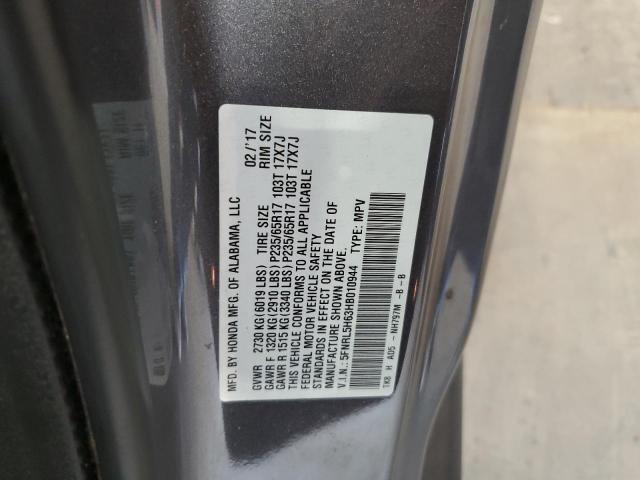 MFD. BY HONDA MFG. OF ALABAMA, LLC 02/'17
GVWR 2730 KG(6019 LBS) TIRE SIZE RIM SIZE
GAWR F 1320 KG(2910 LBS) P235/65R17 103T 17X7J
GAWR R 1515 KG(3340 LBS) P235/65R17 103T 17X7J
THIS VEHICLE CONFORMS TO ALL APPLICABLE
FEDERAL MOTOR VEHICLE SAFETY
STANDARDS IN EFFECT ON THE DATE OF
MANUFACTURE SHOWN ABOVE.
V.I.N.: 5FNRL5H63HB010944 TYPE: MPV
TK8 H A05 - NH797M -B - B